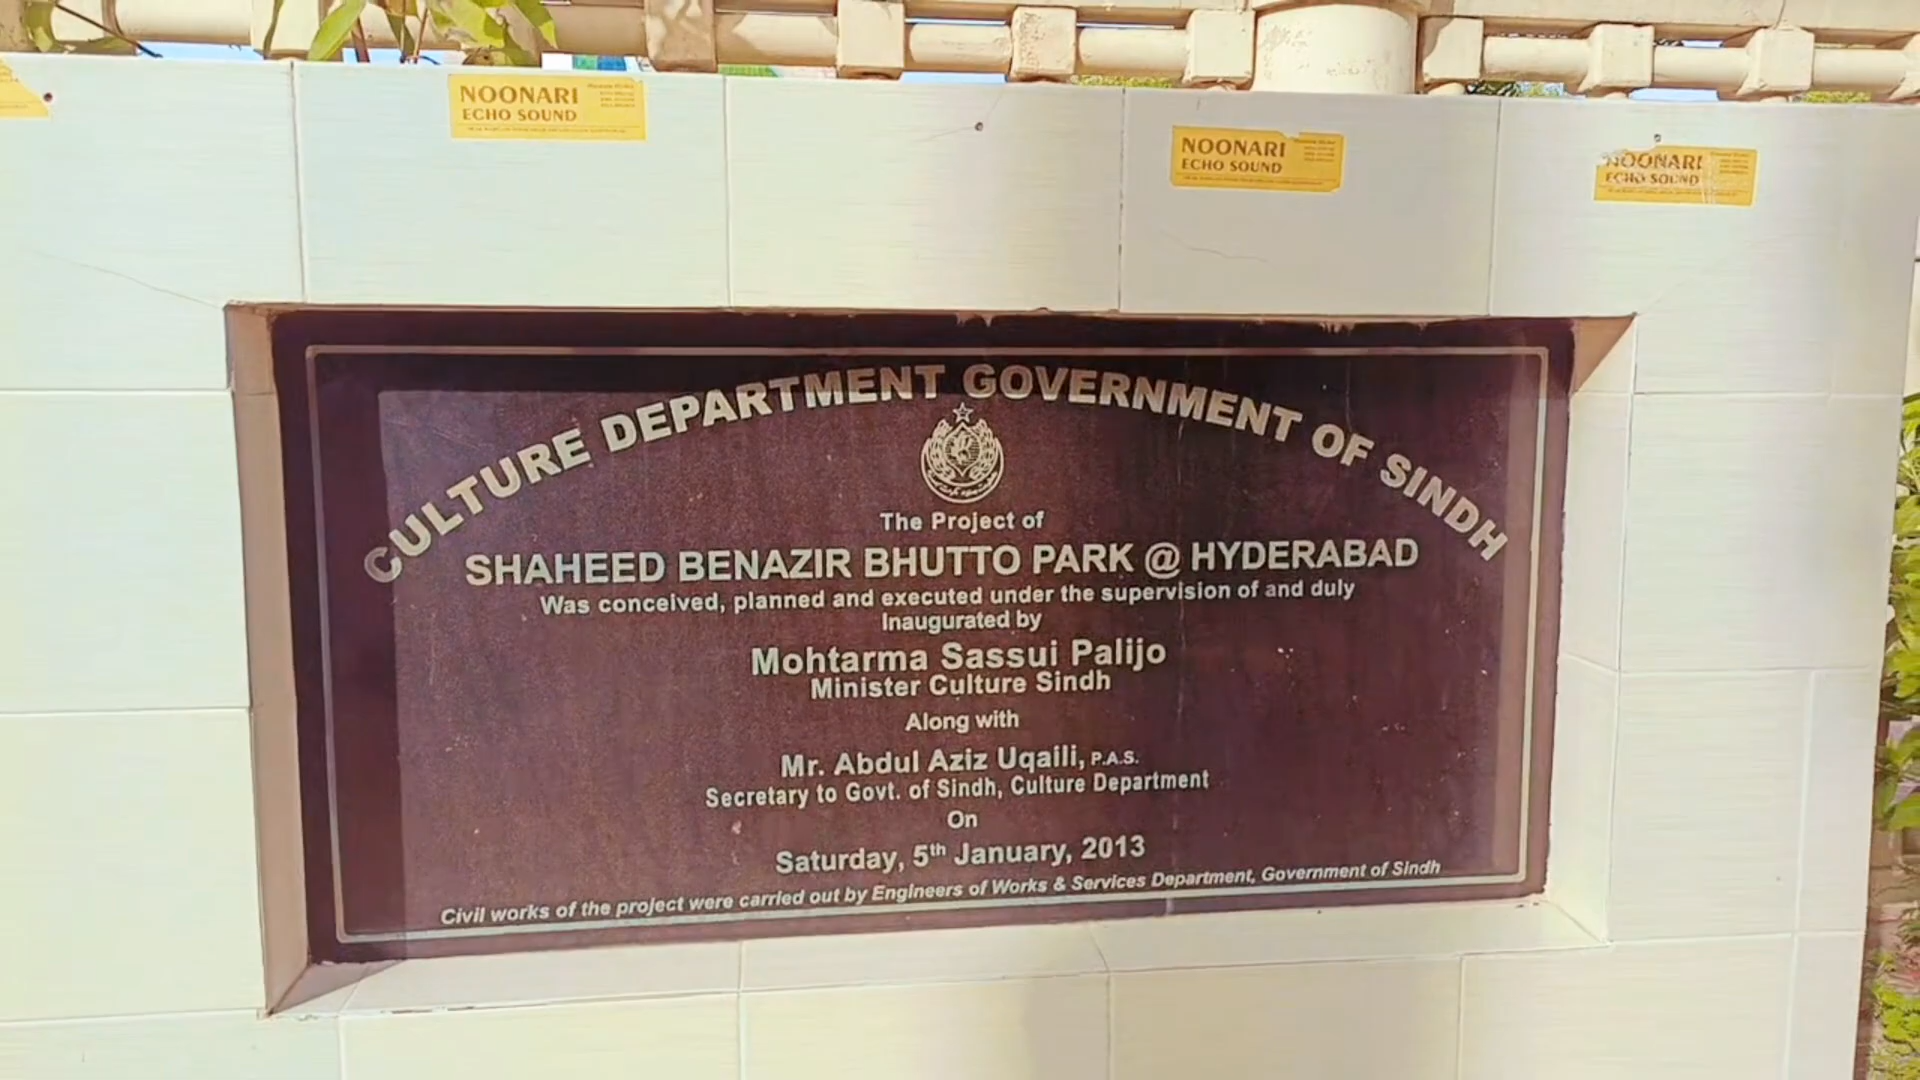 NOONARI
ECHO SOUND
NOONARI
ECHO SOUND
NOONARI
ECHO SOUND
CULTURE DEPARTMENT GOVERNMENT OF SINDH
The Project of
SHAHEED BENAZIR BHUTTO PARK @ HYDERABAD
Was conceived, planned and executed under the supervision of and duly
Inaugurated by
Mohtarma Sassui Palijo
Minister Culture Sindh
Along with
Mr. Abdul Aziz Uqaili, P.A.S.
Secretary to Govt. of Sindh, Culture Department
On
Saturday, 5th January, 2013
Civil works of the project were carried out by Engineers of Works & Services Department, Government of Sindh